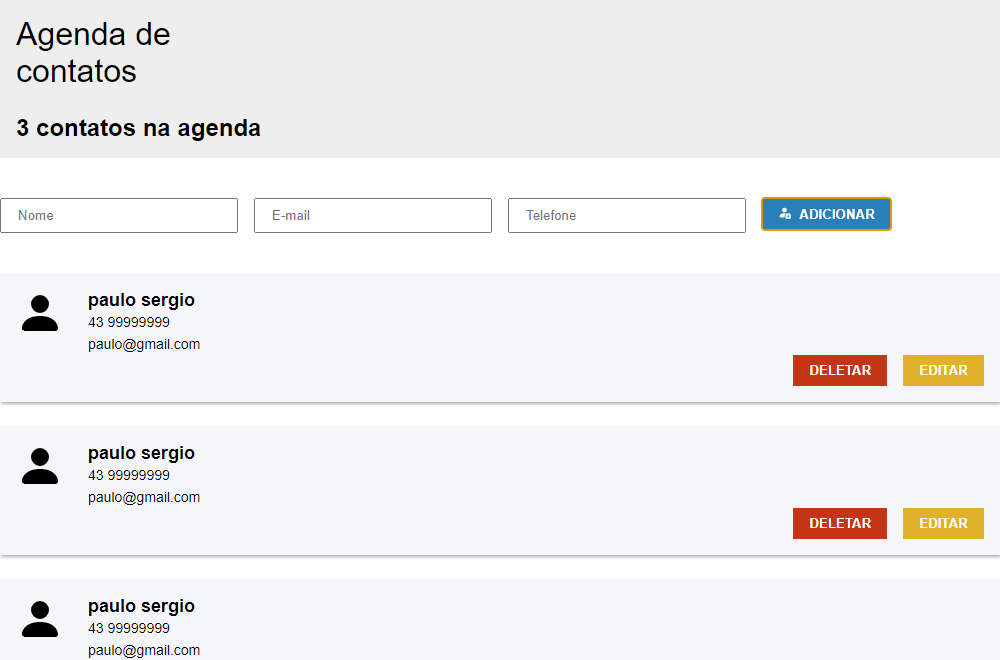 Agenda de
contatos
3 contatos na agenda
Nome
E-mail
Telefone
ADICIONAR
paulo sergio
43 99999999
paulo@gmail.com
DELETAR
EDITAR
paulo sergio
43 99999999
paulo@gmail.com
DELETAR
EDITAR
paulo sergio
43 99999999
paulo@gmail.com